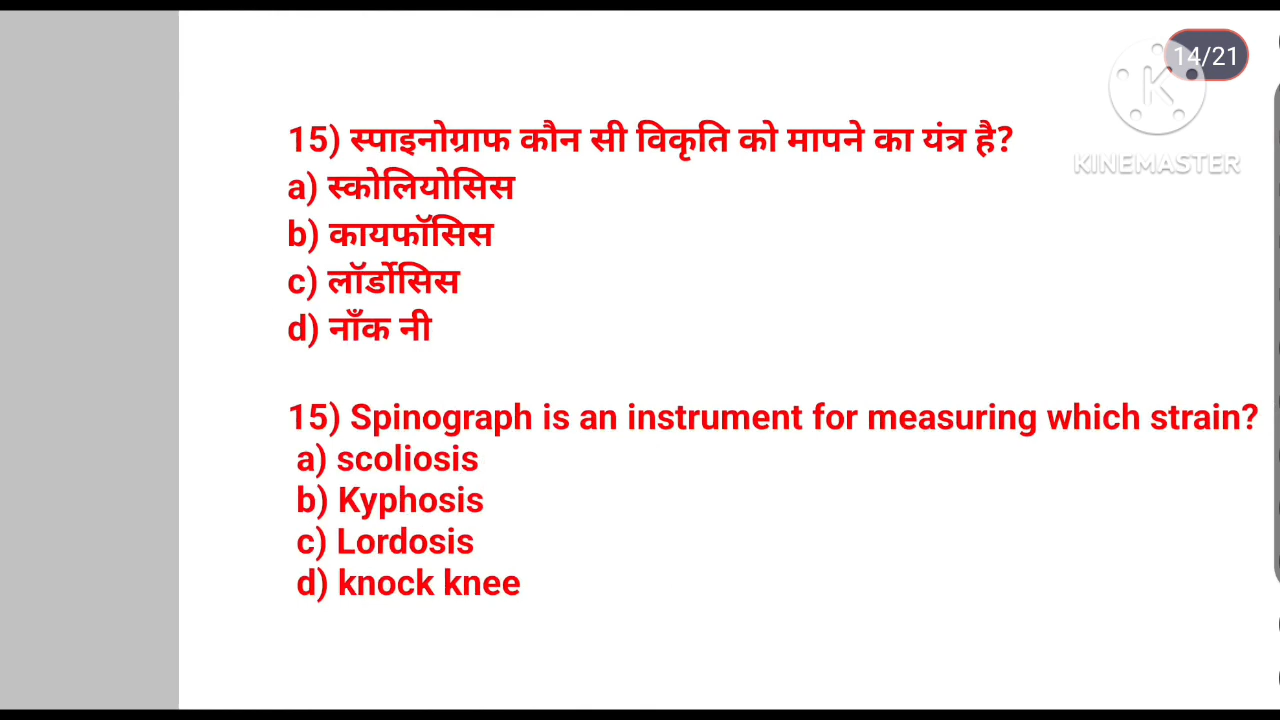 14/21
KINEMASTER
15) स्पाइनोग्राफ कौन सी विकृति को मापने का यंत्र है?
a) स्कोलियोसिस
b) कायफॉसिस
c) लॉर्डोसिस
d) नाँक नी
15) Spinograph is an instrument for measuring which strain?
a) scoliosis
b) Kyphosis
c) Lordosis
d) knock knee